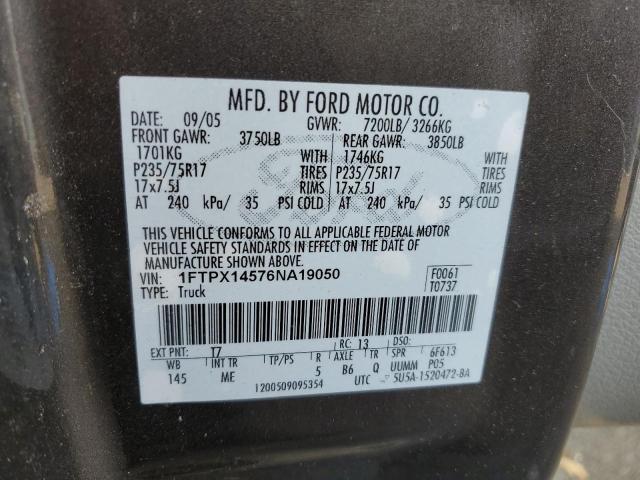 MFD. BY FORD MOTOR CO.
DATE: 09/05 GVWR: 7200LB/ 3266KG
FRONT GAWR: 3750LB REAR GAWR: 3850LB
1701KG WITH 1746KG WITH
P235/75R17 TIRES P235/75R17 TIRES
17x7.5J RIMS 17x7.5J RIMS
AT 240 kPa/ 35 PSI COLD AT 240 kPa/ 35 PSI COLD
Ford
THIS VEHICLE CONFORMS TO ALL APPLICABLE FEDERAL MOTOR
VEHICLE SAFETY STANDARDS IN EFFECT ON THE DATE OF
MANUFACTURE SHOWN ABOVE.
VIN: 1FTPX14576NA19050 F0061
TYPE: Truck T0737
EXT PNT: T7 RC: 13 DSO:
WB INT TR TP/PS R AXLE TR SPR 6F613
145 ME 5 B6 Q UUMM P05
1200509095354 UTC 5U5A-1520472-BA